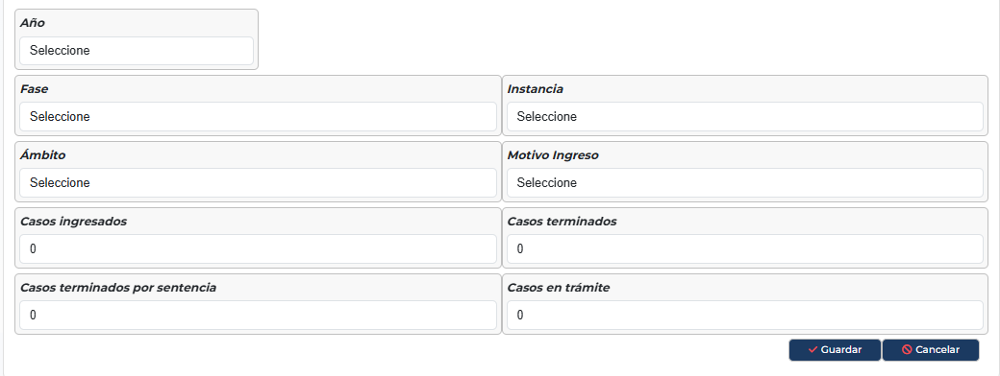 Año
Seleccione
Fase
Instancia
Seleccione
Seleccione
Ámbito
Motivo Ingreso
Seleccione
Seleccione
Casos ingresados
Casos terminados
0
0
Casos terminados por sentencia
Casos en trámite
0
0
Guardar
Cancelar